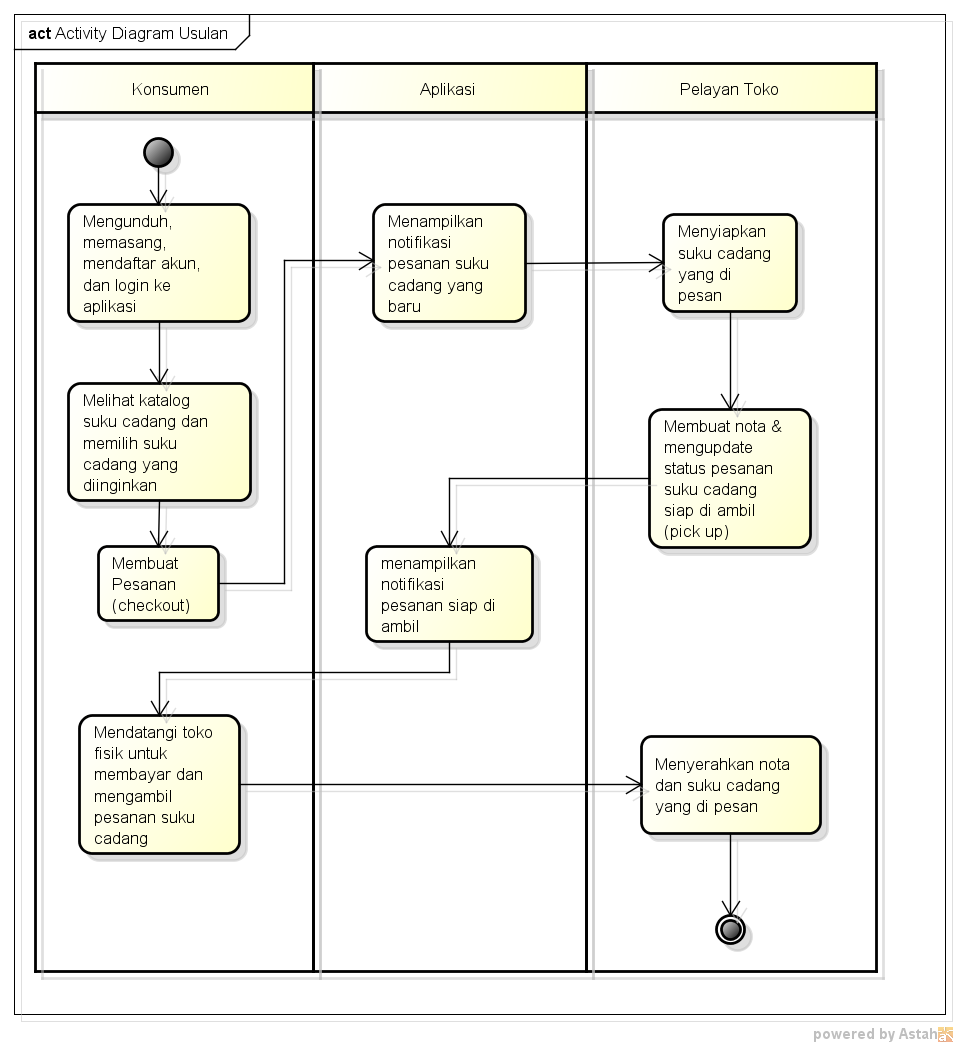 act Activity Diagram Usulan
Konsumen
Aplikasi
Pelayan Toko
Mengunduh,
memasang,
mendaftar akun,
dan login ke
aplikasi
Menampilkan
notifikasi
pesanan suku
cadang yang
baru
Menyiapkan
suku cadang
yang di
pesan
Melihat katalog
suku cadang dan
memilih suku
cadang yang
diinginkan
Membuat nota &
mengupdate
status pesanan
suku cadang
siap di ambil
(pick up)
Membuat
Pesanan
(checkout)
menampilkan
notifikasi
pesanan siap di
ambil
Mendatangi toko
fisik untuk
membayar dan
mengambil
pesanan suku
cadang
Menyerahkan nota
dan suku cadang
yang di pesan
powered by Astah